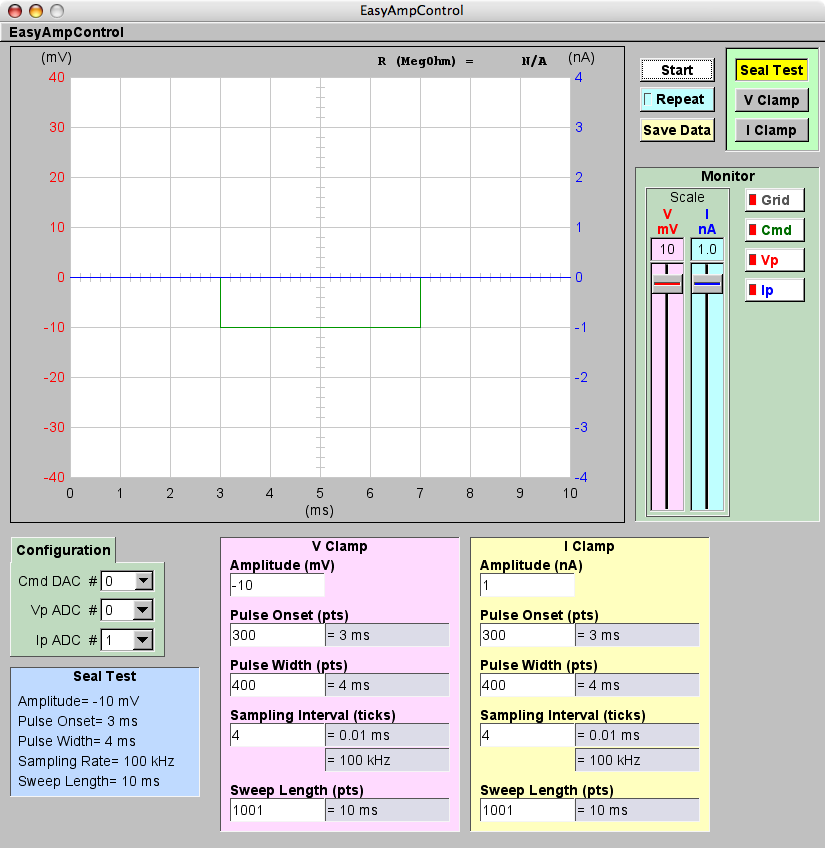 EasyAmpControl
EasyAmpControl
(mV) R (MegOhm) = N/A (nA)
40 4
30 3
20 2
10 1
0 0
-10 -1
-20 -2
-30 -3
-40 -4
0 1 2 3 4 5 6 7 8 9 10
(ms)
Start
Repeat
Save Data
Seal Test
V Clamp
I Clamp
Monitor
Scale
V I
mV nA
10 1.0
Grid
Cmd
Vp
Ip
Configuration
Cmd DAC # 0
Vp ADC # 0
Ip ADC # 1
Seal Test
Amplitude= -10 mV
Pulse Onset= 3 ms
Pulse Width= 4 ms
Sampling Rate= 100 kHz
Sweep Length= 10 ms
V Clamp
Amplitude (mV)
-10
Pulse Onset (pts)
300 = 3 ms
Pulse Width (pts)
400 = 4 ms
Sampling Interval (ticks)
4 = 0.01 ms
= 100 kHz
Sweep Length (pts)
1001 = 10 ms
I Clamp
Amplitude (nA)
1
Pulse Onset (pts)
300 = 3 ms
Pulse Width (pts)
400 = 4 ms
Sampling Interval (ticks)
4 = 0.01 ms
= 100 kHz
Sweep Length (pts)
1001 = 10 ms